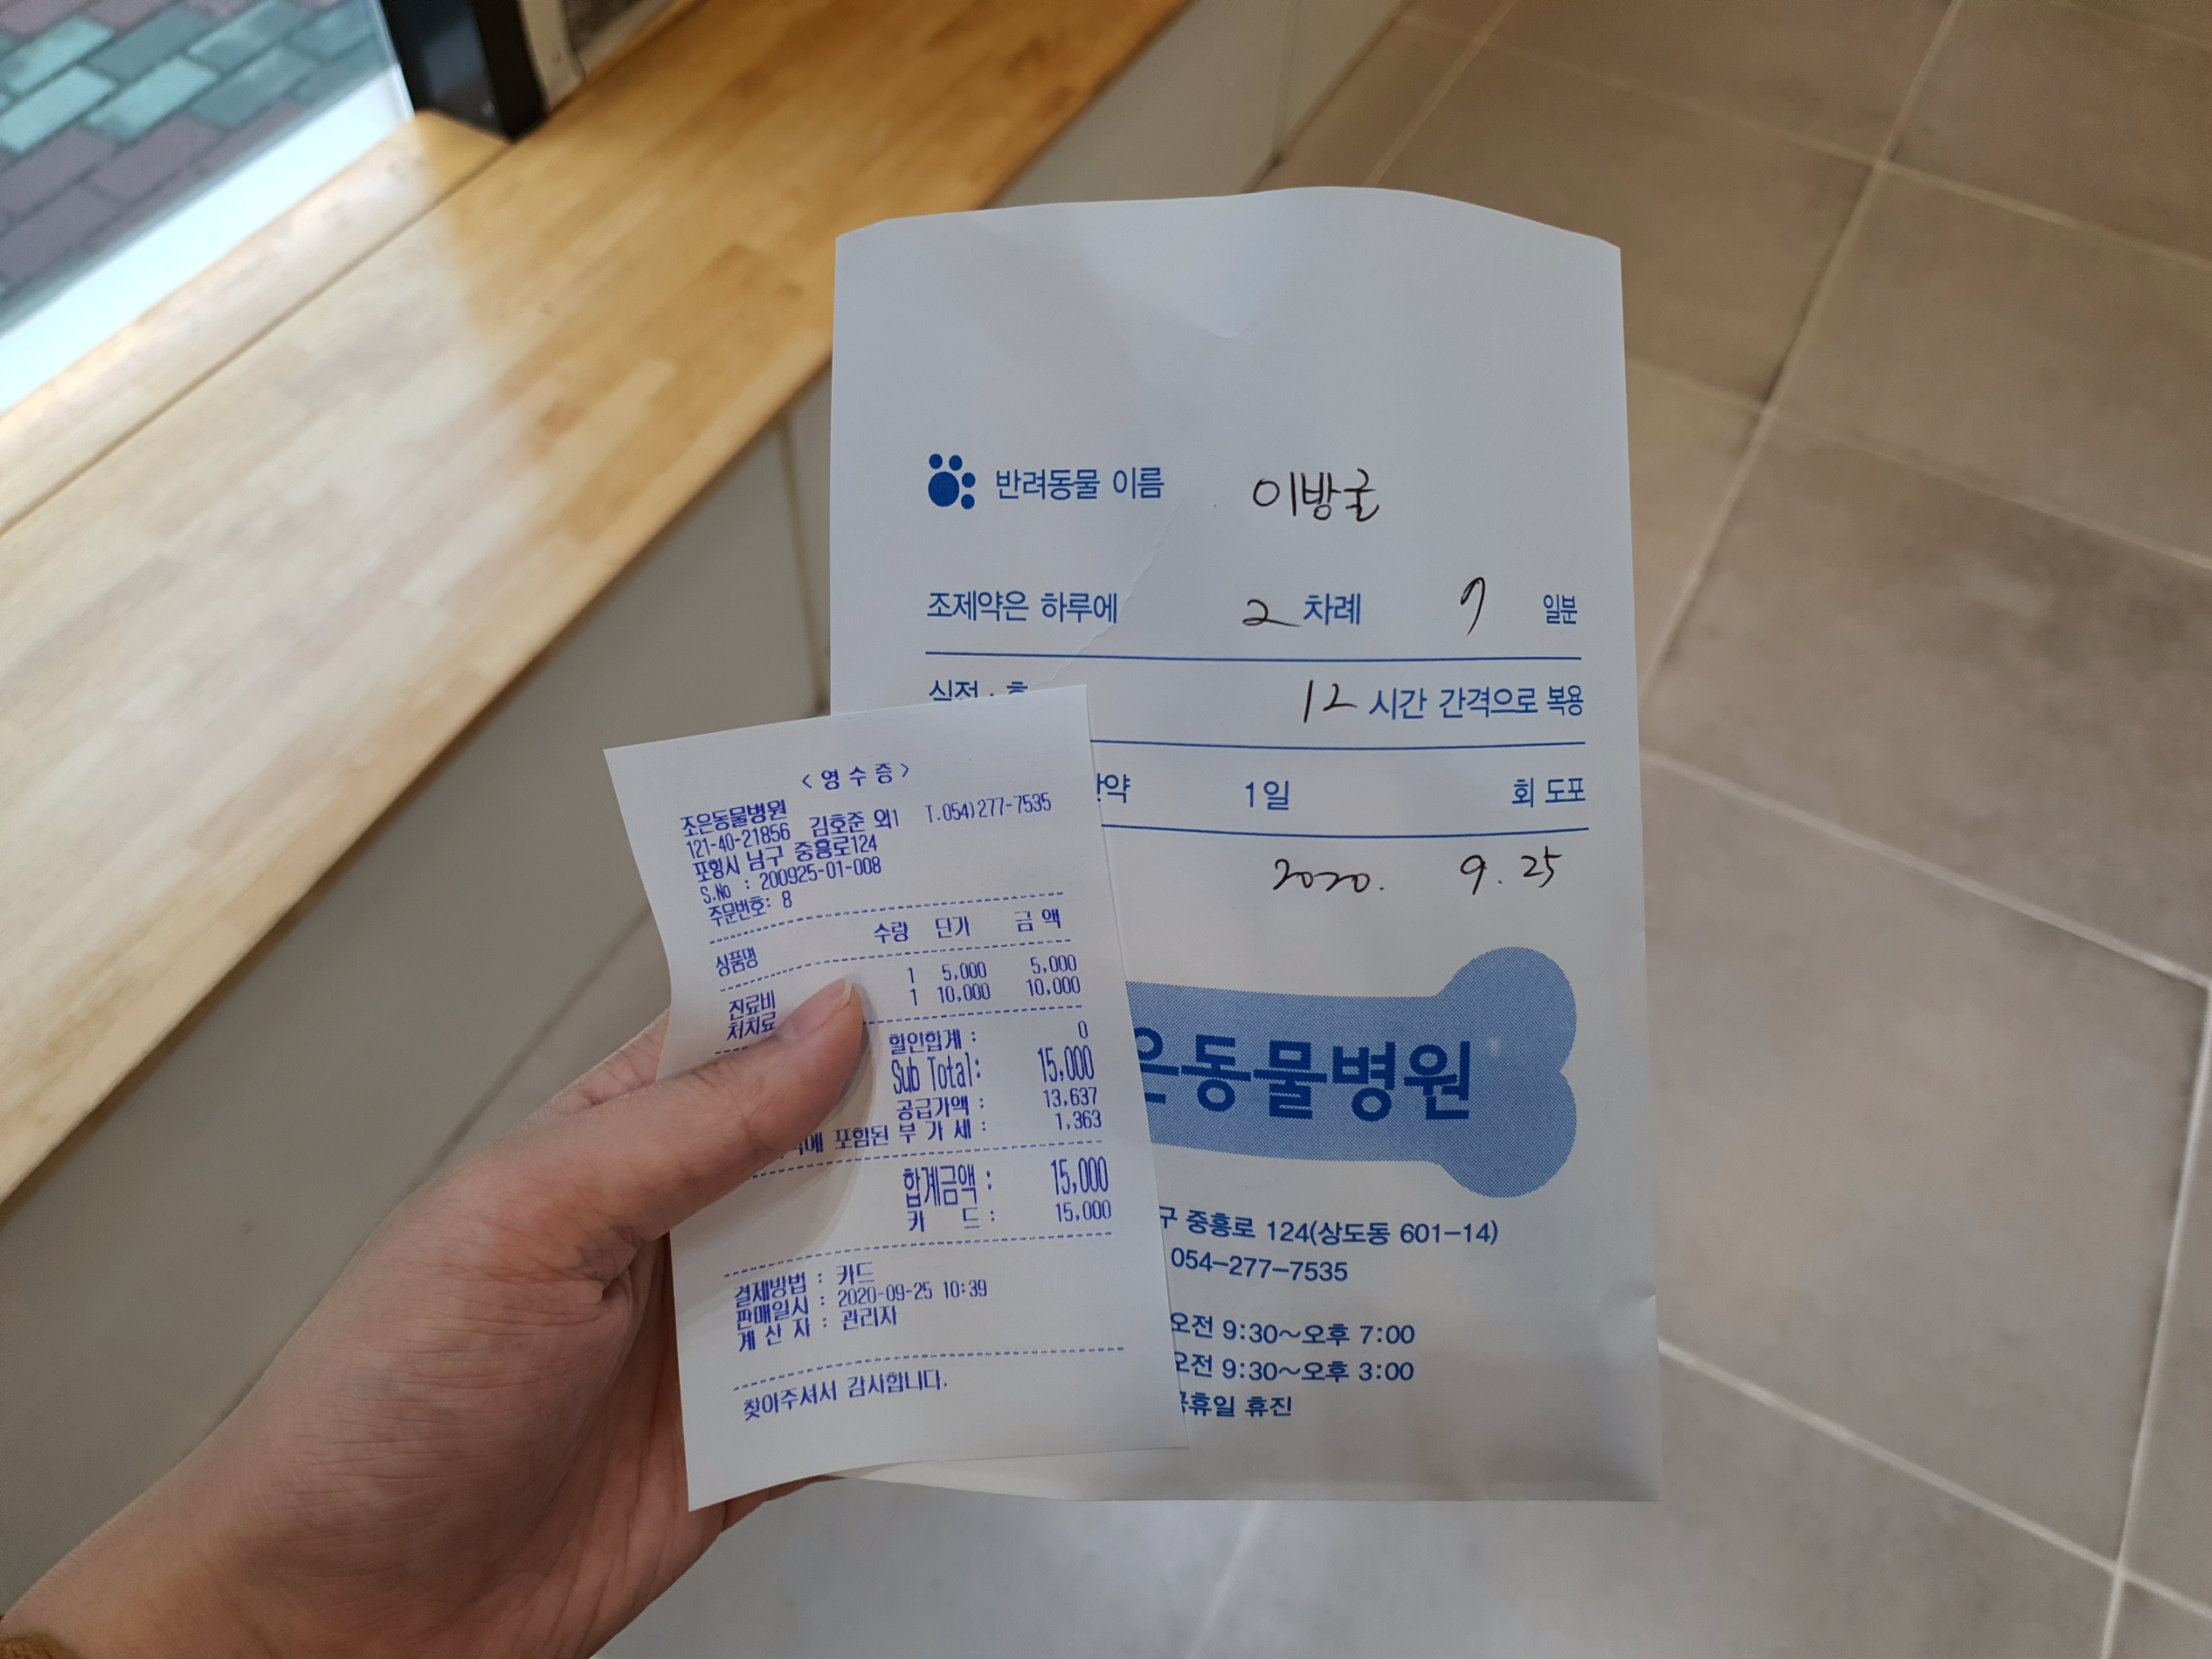 반려동물 이름 이방굴
조제약은 하루에 2 차례 7 일분
식전 · 후 12 시간 간격으로 복용
약 1일 회 도포
2020. 9. 25
은동물병원
구 중흥로 124(상도동 601-14)
054-277-7535
오전 9:30~오후 7:00
오전 9:30~오후 3:00
공휴일 휴진
<영수증>
조은동물병원 T.054)277-7535
121-40-21856 김호준 외1
포항시 남구 중흥로124
S.No : 200925-01-008
주문번호: 8
상품명 수량 단가 금 액
진료비 1 5,000 5,000
처치료 1 10,000 10,000
할인합계 : 0
Sub Total: 15,000
공급가액 : 13,637
포함된 부 가 세 : 1,363
합계금액 : 15,000
카 드 : 15,000
결제방법 : 카드
판매일시 : 2020-09-25 10:39
계 산 자 : 관리자
찾아주셔서 감사합니다.